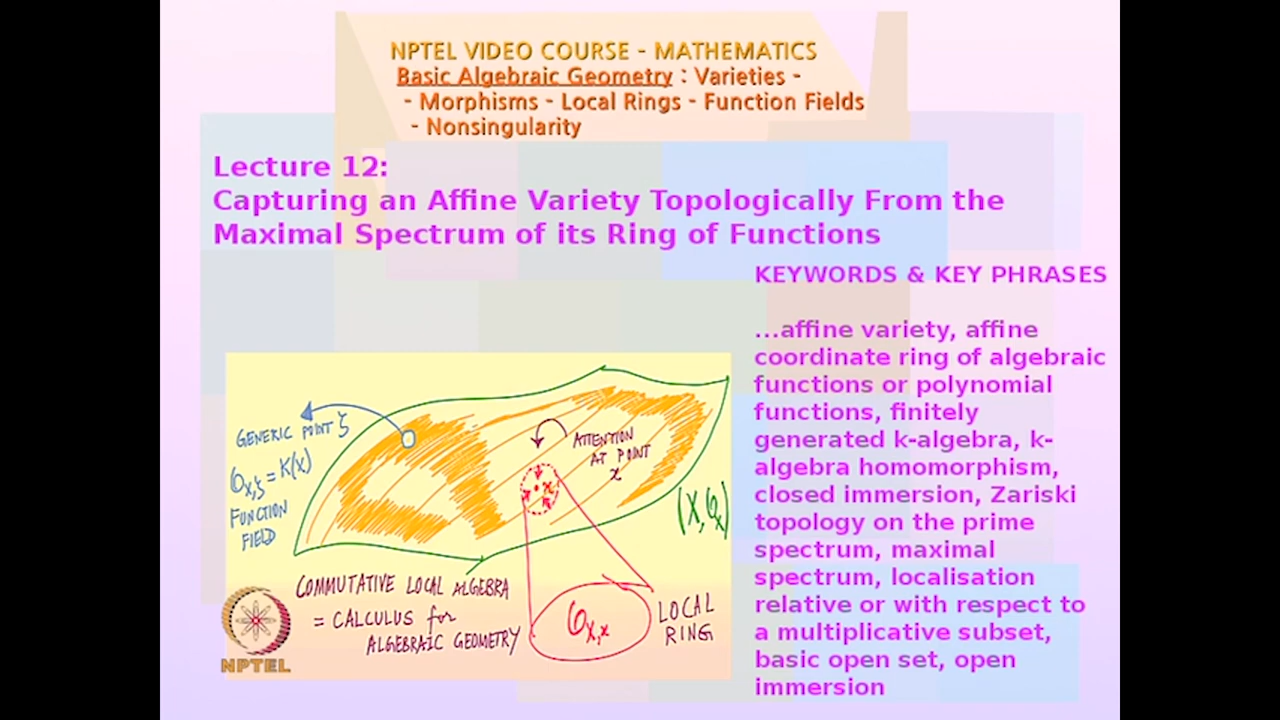 NPTEL VIDEO COURSE - MATHEMATICS
Basic Algebraic Geometry : Varieties -
- Morphisms - Local Rings - Function Fields
- Nonsingularity
Lecture 12:
Capturing an Affine Variety Topologically From the
Maximal Spectrum of its Ring of Functions
KEYWORDS & KEY PHRASES
...affine variety, affine
coordinate ring of algebraic
functions or polynomial
functions, finitely
generated k-algebra, k-
algebra homomorphism,
closed immersion, Zariski
topology on the prime
spectrum, maximal
spectrum, localisation
relative or with respect to
a multiplicative subset,
basic open set, open
immersion
GENERIC POINT ξ
O_{X,ξ} = K(X)
FUNCTION
FIELD
ATTENTION
AT POINT
x
(X, O_X)
COMMUTATIVE LOCAL ALGEBRA
= CALCULUS for
ALGEBRAIC GEOMETRY
O_{X,x}
LOCAL
RING
NPTEL